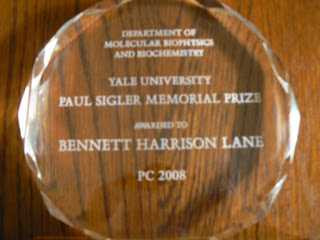 DEPARTMENT OF
MOLECULAR BIOPHYSICS
AND BIOCHEMISTRY
YALE UNIVERSITY
PAUL SIGLER MEMORIAL PRIZE
AWARDED TO
BENNETT HARRISON LANE
PC 2008